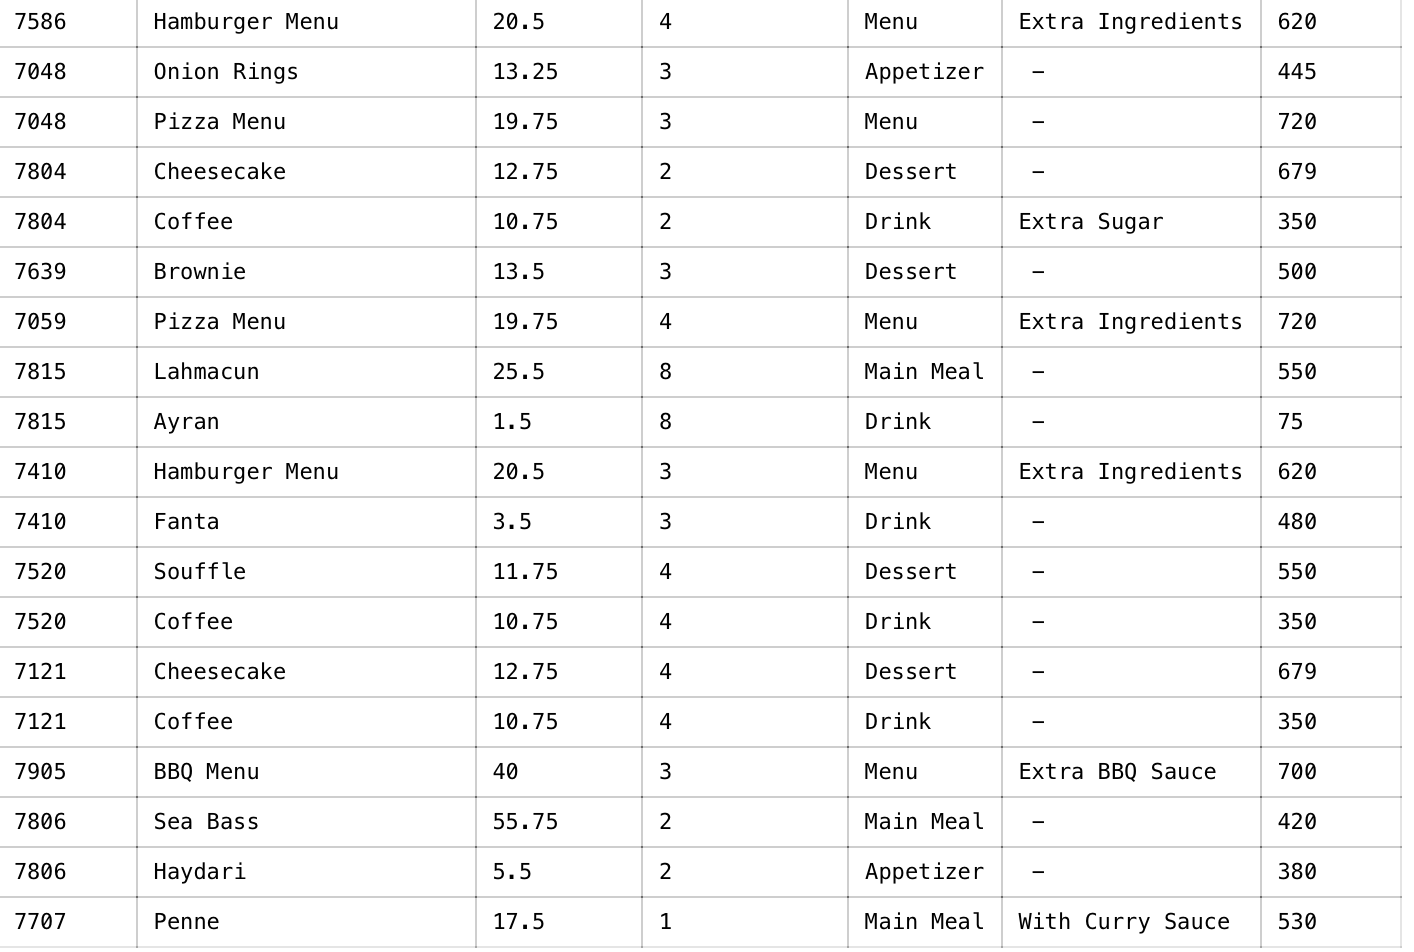 7586 Hamburger Menu 20.5 4 Menu Extra Ingredients 620
7048 Onion Rings 13.25 3 Appetizer – 445
7048 Pizza Menu 19.75 3 Menu – 720
7804 Cheesecake 12.75 2 Dessert – 679
7804 Coffee 10.75 2 Drink Extra Sugar 350
7639 Brownie 13.5 3 Dessert – 500
7059 Pizza Menu 19.75 4 Menu Extra Ingredients 720
7815 Lahmacun 25.5 8 Main Meal – 550
7815 Ayran 1.5 8 Drink – 75
7410 Hamburger Menu 20.5 3 Menu Extra Ingredients 620
7410 Fanta 3.5 3 Drink – 480
7520 Souffle 11.75 4 Dessert – 550
7520 Coffee 10.75 4 Drink – 350
7121 Cheesecake 12.75 4 Dessert – 679
7121 Coffee 10.75 4 Drink – 350
7905 BBQ Menu 40 3 Menu Extra BBQ Sauce 700
7806 Sea Bass 55.75 2 Main Meal – 420
7806 Haydari 5.5 2 Appetizer – 380
7707 Penne 17.5 1 Main Meal With Curry Sauce 530